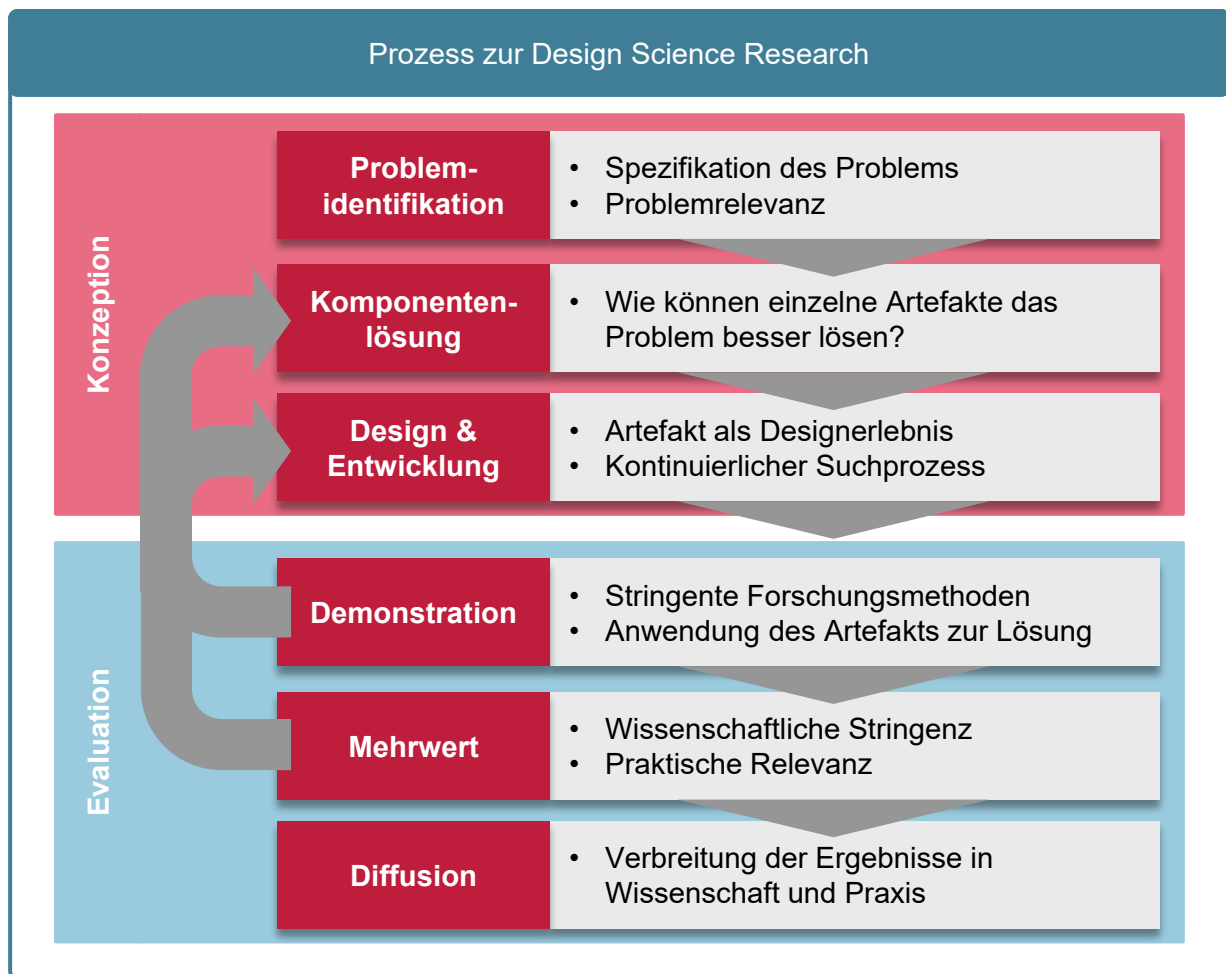 Prozess zur Design Science Research
Konzeption
Problem-
identifikation
• Spezifikation des Problems
• Problemrelevanz
Komponenten-
lösung
• Wie können einzelne Artefakte das
Problem besser lösen?
Design &
Entwicklung
• Artefakt als Designerlebnis
• Kontinuierlicher Suchprozess
Evaluation
Demonstration
• Stringente Forschungsmethoden
• Anwendung des Artefakts zur Lösung
Mehrwert
• Wissenschaftliche Stringenz
• Praktische Relevanz
Diffusion
• Verbreitung der Ergebnisse in
Wissenschaft und Praxis